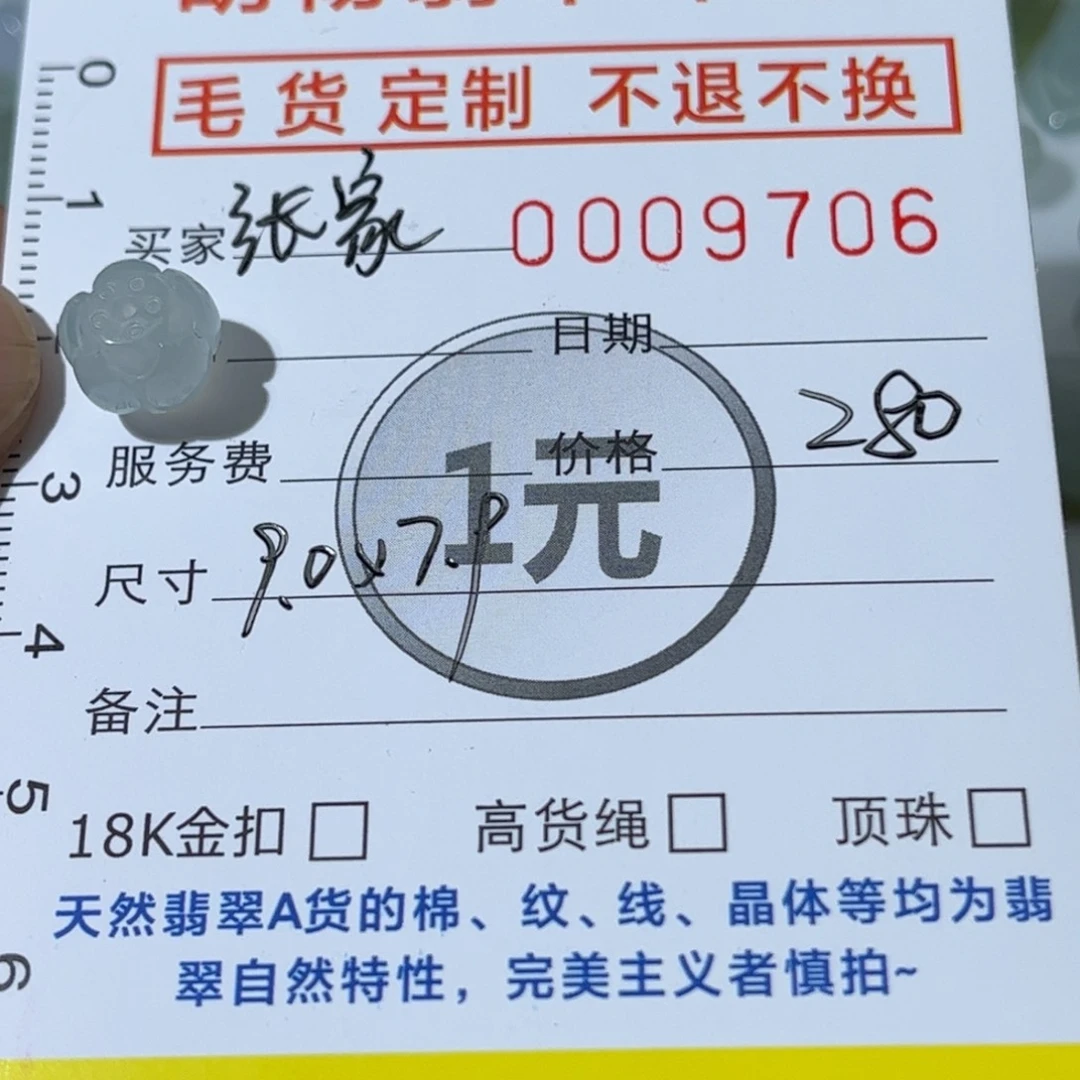 毛货定制 不退不换
买家 张家 0009706
日期
服务费 价格 280
1元
尺寸 9.0x7.9
备注
18K金扣 □ 高货绳 □ 顶珠 □
天然翡翠A货的棉、纹、线、晶体等均为翡
翠自然特性，完美主义者慎拍~
0
1
3
4
5
6